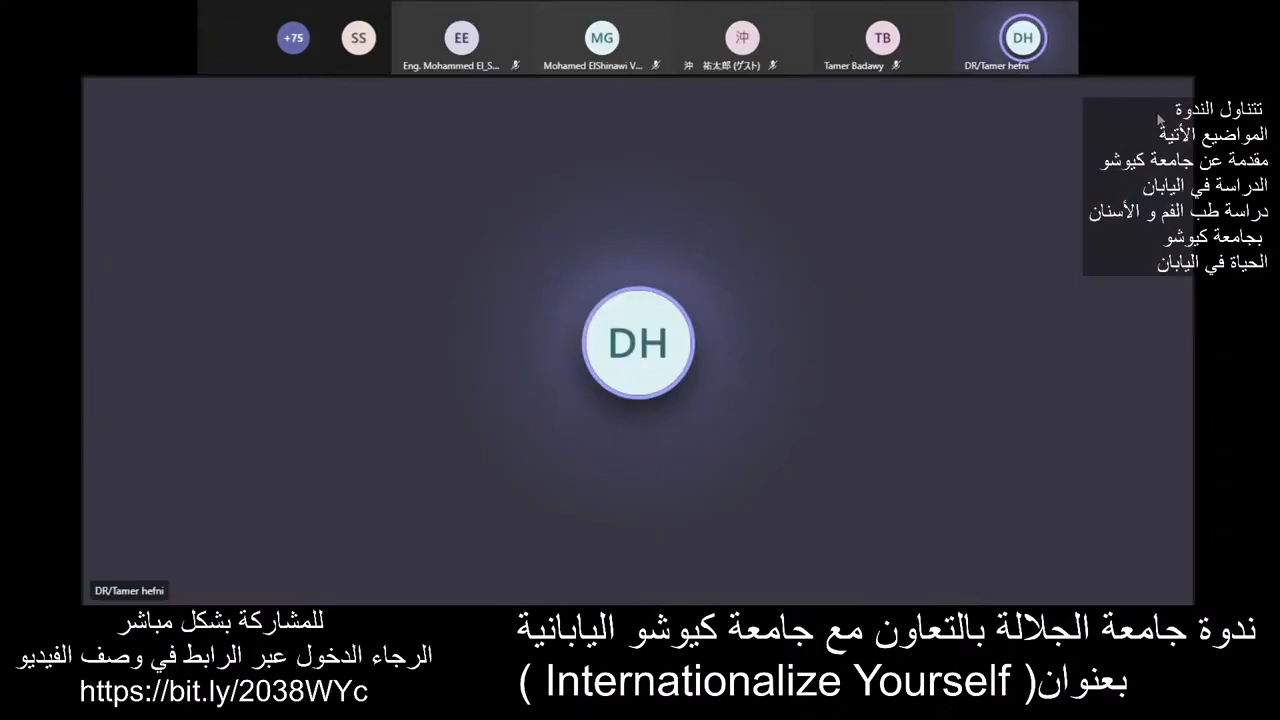 +75
SS
EE
MG
沖
TB
DH
Eng. Mohammed El_S...
Mohamed ElShinawi V...
沖 祐太郎 (ゲスト)
Tamer Badawy
DR/Tamer hefni
تتناول الندوة
المواضيع الأتية
مقدمة عن جامعة كيوشو
الدراسة في اليابان
دراسة طب الفم و الأسنان
بجامعة كيوشو
الحياة في اليابان
DH
DR/Tamer hefni
ندوة جامعة الجلالة بالتعاون مع جامعة كيوشو اليابانية
بعنوان( Internationalize Yourself )
للمشاركة بشكل مباشر
الرجاء الدخول عبر الرابط في وصف الفيديو
https://bit.ly/2038WYc